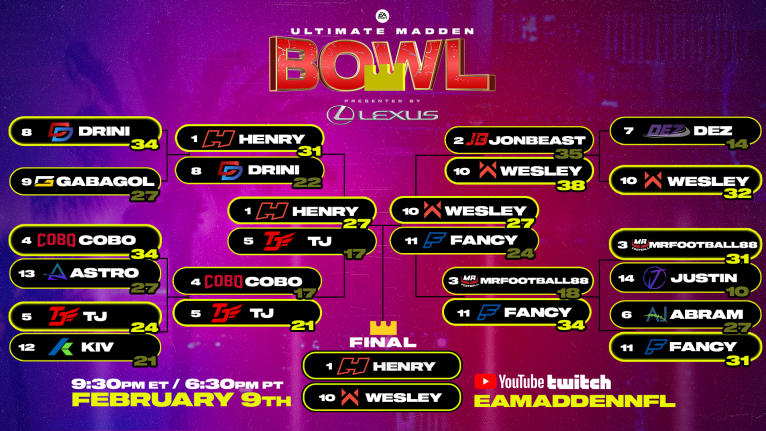 EA
ULTIMATE MADDEN
BOWL
PRESENTED BY
LEXUS
8 DRINI 34
9 GABAGOL 27
4 COBO COBO 34
13 ASTRO 27
5 TJ 24
12 KIV 21
1 HENRY 31
8 DRINI 22
4 COBO COBO 17
5 TJ 21
1 HENRY 27
5 TJ 17
10 WESLEY 27
11 FANCY 24
2 JB JONBEAST 35
10 WESLEY 38
3 MRFOOTBALL88 18
11 FANCY 34
7 DEZ DEZ 14
10 WESLEY 32
3 MRFOOTBALL88 31
14 JUSTIN 10
6 ABRAM 27
11 FANCY 31
FINAL
1 HENRY
10 WESLEY
9:30PM ET / 6:30PM PT
FEBRUARY 9TH
YouTube twitch
EAMADDENNFL